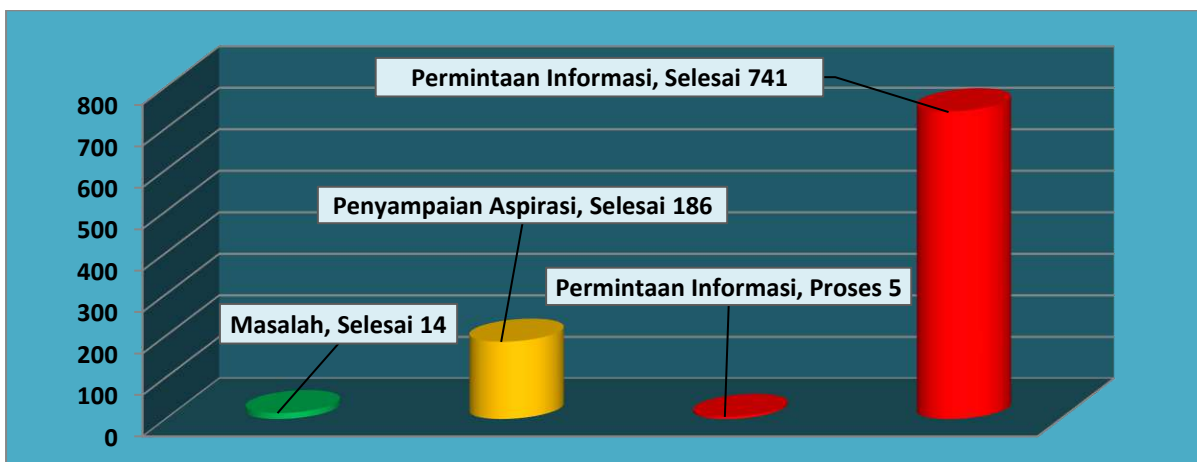 Permintaan Informasi, Selesai 741
800
700
600
500
400
300
200
100
0
Penyampaian Aspirasi, Selesai 186
Permintaan Informasi, Proses 5
Masalah, Selesai 14